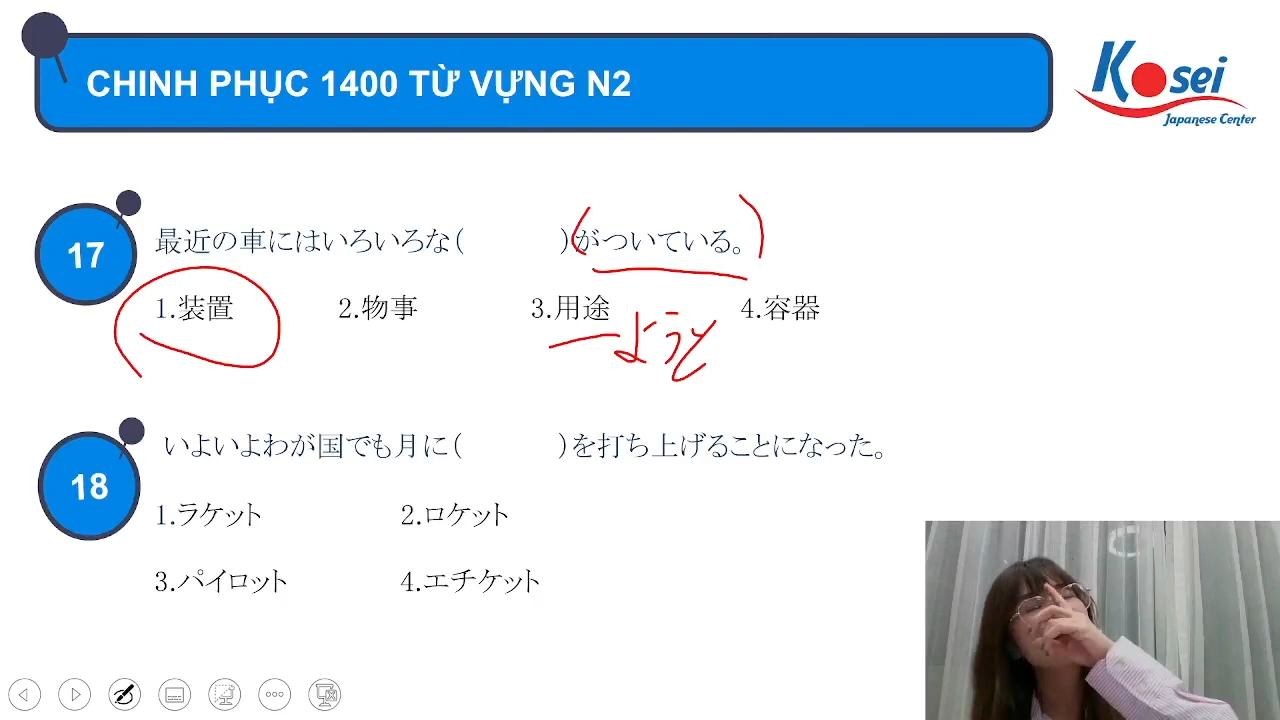 CHINH PHỤC 1400 TỪ VỰNG N2
Kosei
Japanese Center
17
最近の車にはいろいろな(　　　)がついている。
1.装置　2.物事　3.用途　4.容器
ようと
18
いよいよわが国でも月に(　　　)を打ち上げることになった。
1.ラケット　2.ロケット
3.パイロット　4.エチケット